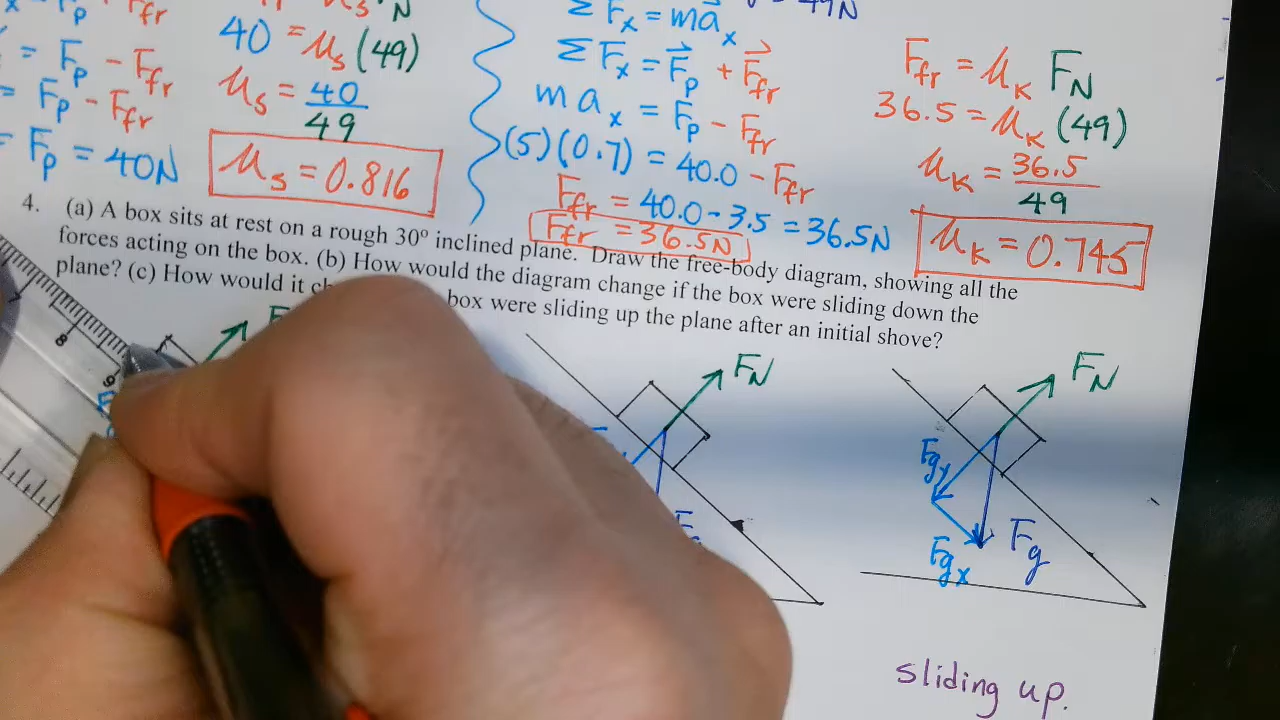 40 = μs (49)
μs = 40
49
μs = 0.816
= Fp - Ffr
= Fp - Ffr
= Fp = 40N
ΣFx = max
ΣFx = Fp + Ffr
max = Fp - Ffr
(5)(0.7) = 40.0 - Ffr
Ffr = 40.0 - 3.5 = 36.5N
Ffr = 36.5N
Ffr = μK FN
36.5 = μK (49)
μK = 36.5
49
μK = 0.745
4. (a) A box sits at rest on a rough 30° inclined plane. Draw the free-body diagram, showing all the
forces acting on the box. (b) How would the diagram change if the box were sliding down the
plane? (c) How would it box were sliding up the plane after an initial shove?
8
9
FN
FN
Fgy
Fg
Fgx
sliding up.